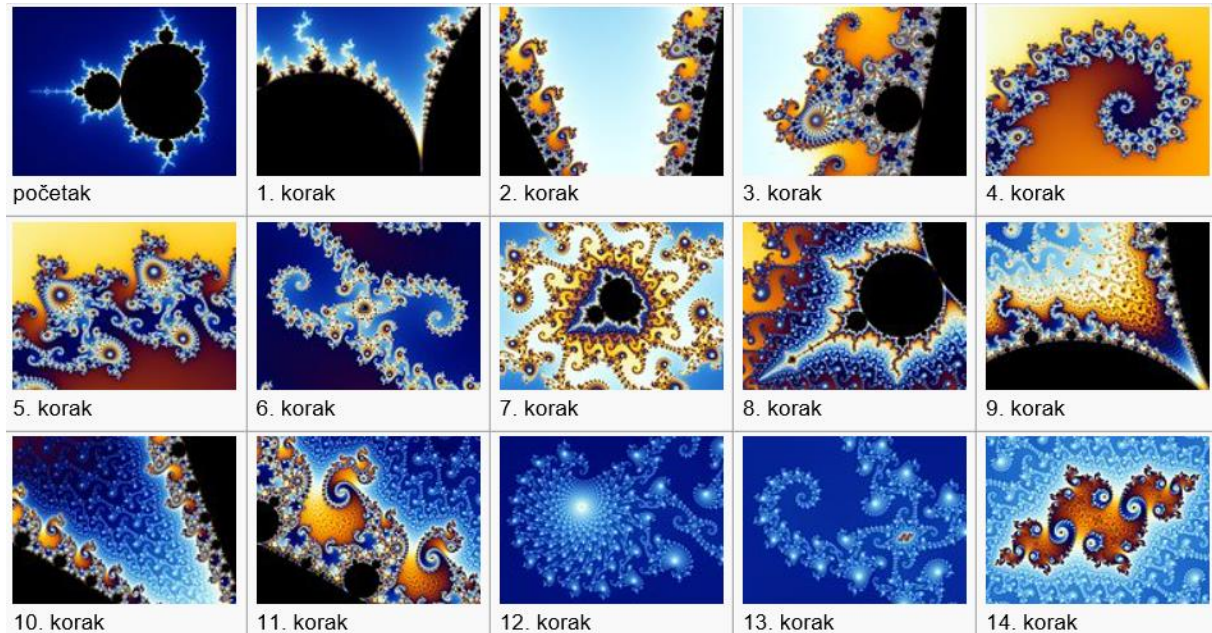 početak
1. korak
2. korak
3. korak
4. korak
5. korak
6. korak
7. korak
8. korak
9. korak
10. korak
11. korak
12. korak
13. korak
14. korak